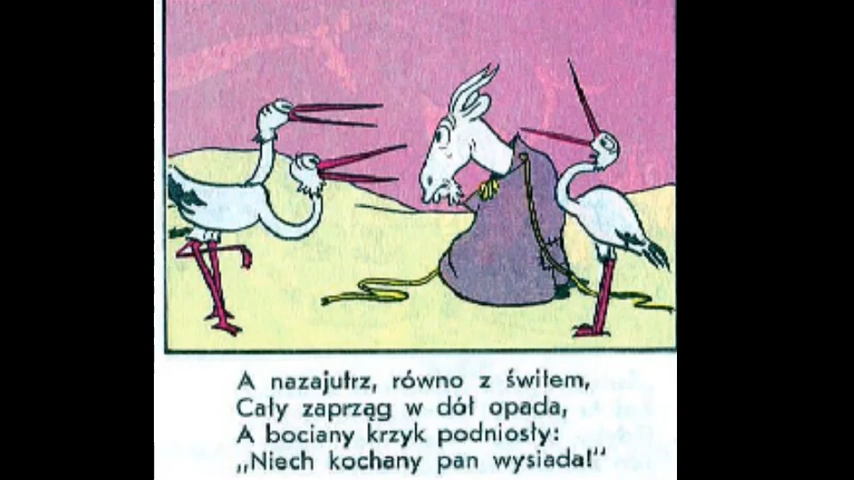 A nazajutrz, równo z świtem,
Cały zaprząg w dół opada,
A bociany krzyk podniosły:
„Niech kochany pan wysiada!"